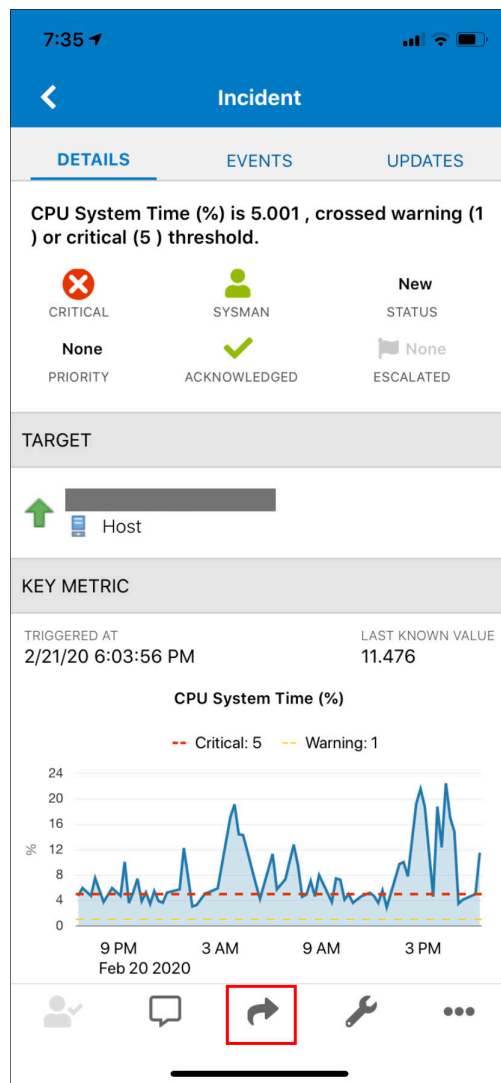 7:35
Incident
DETAILS EVENTS UPDATES
CPU System Time (%) is 5.001 , crossed warning (1
) or critical (5 ) threshold.
New
CRITICAL SYSMAN STATUS
None None
PRIORITY ACKNOWLEDGED ESCALATED
TARGET
Host
KEY METRIC
TRIGGERED AT LAST KNOWN VALUE
2/21/20 6:03:56 PM 11.476
CPU System Time (%)
Critical: 5 Warning: 1
24
20
16
12
8
4
0
%
9 PM 3 AM 9 AM 3 PM
Feb 20 2020